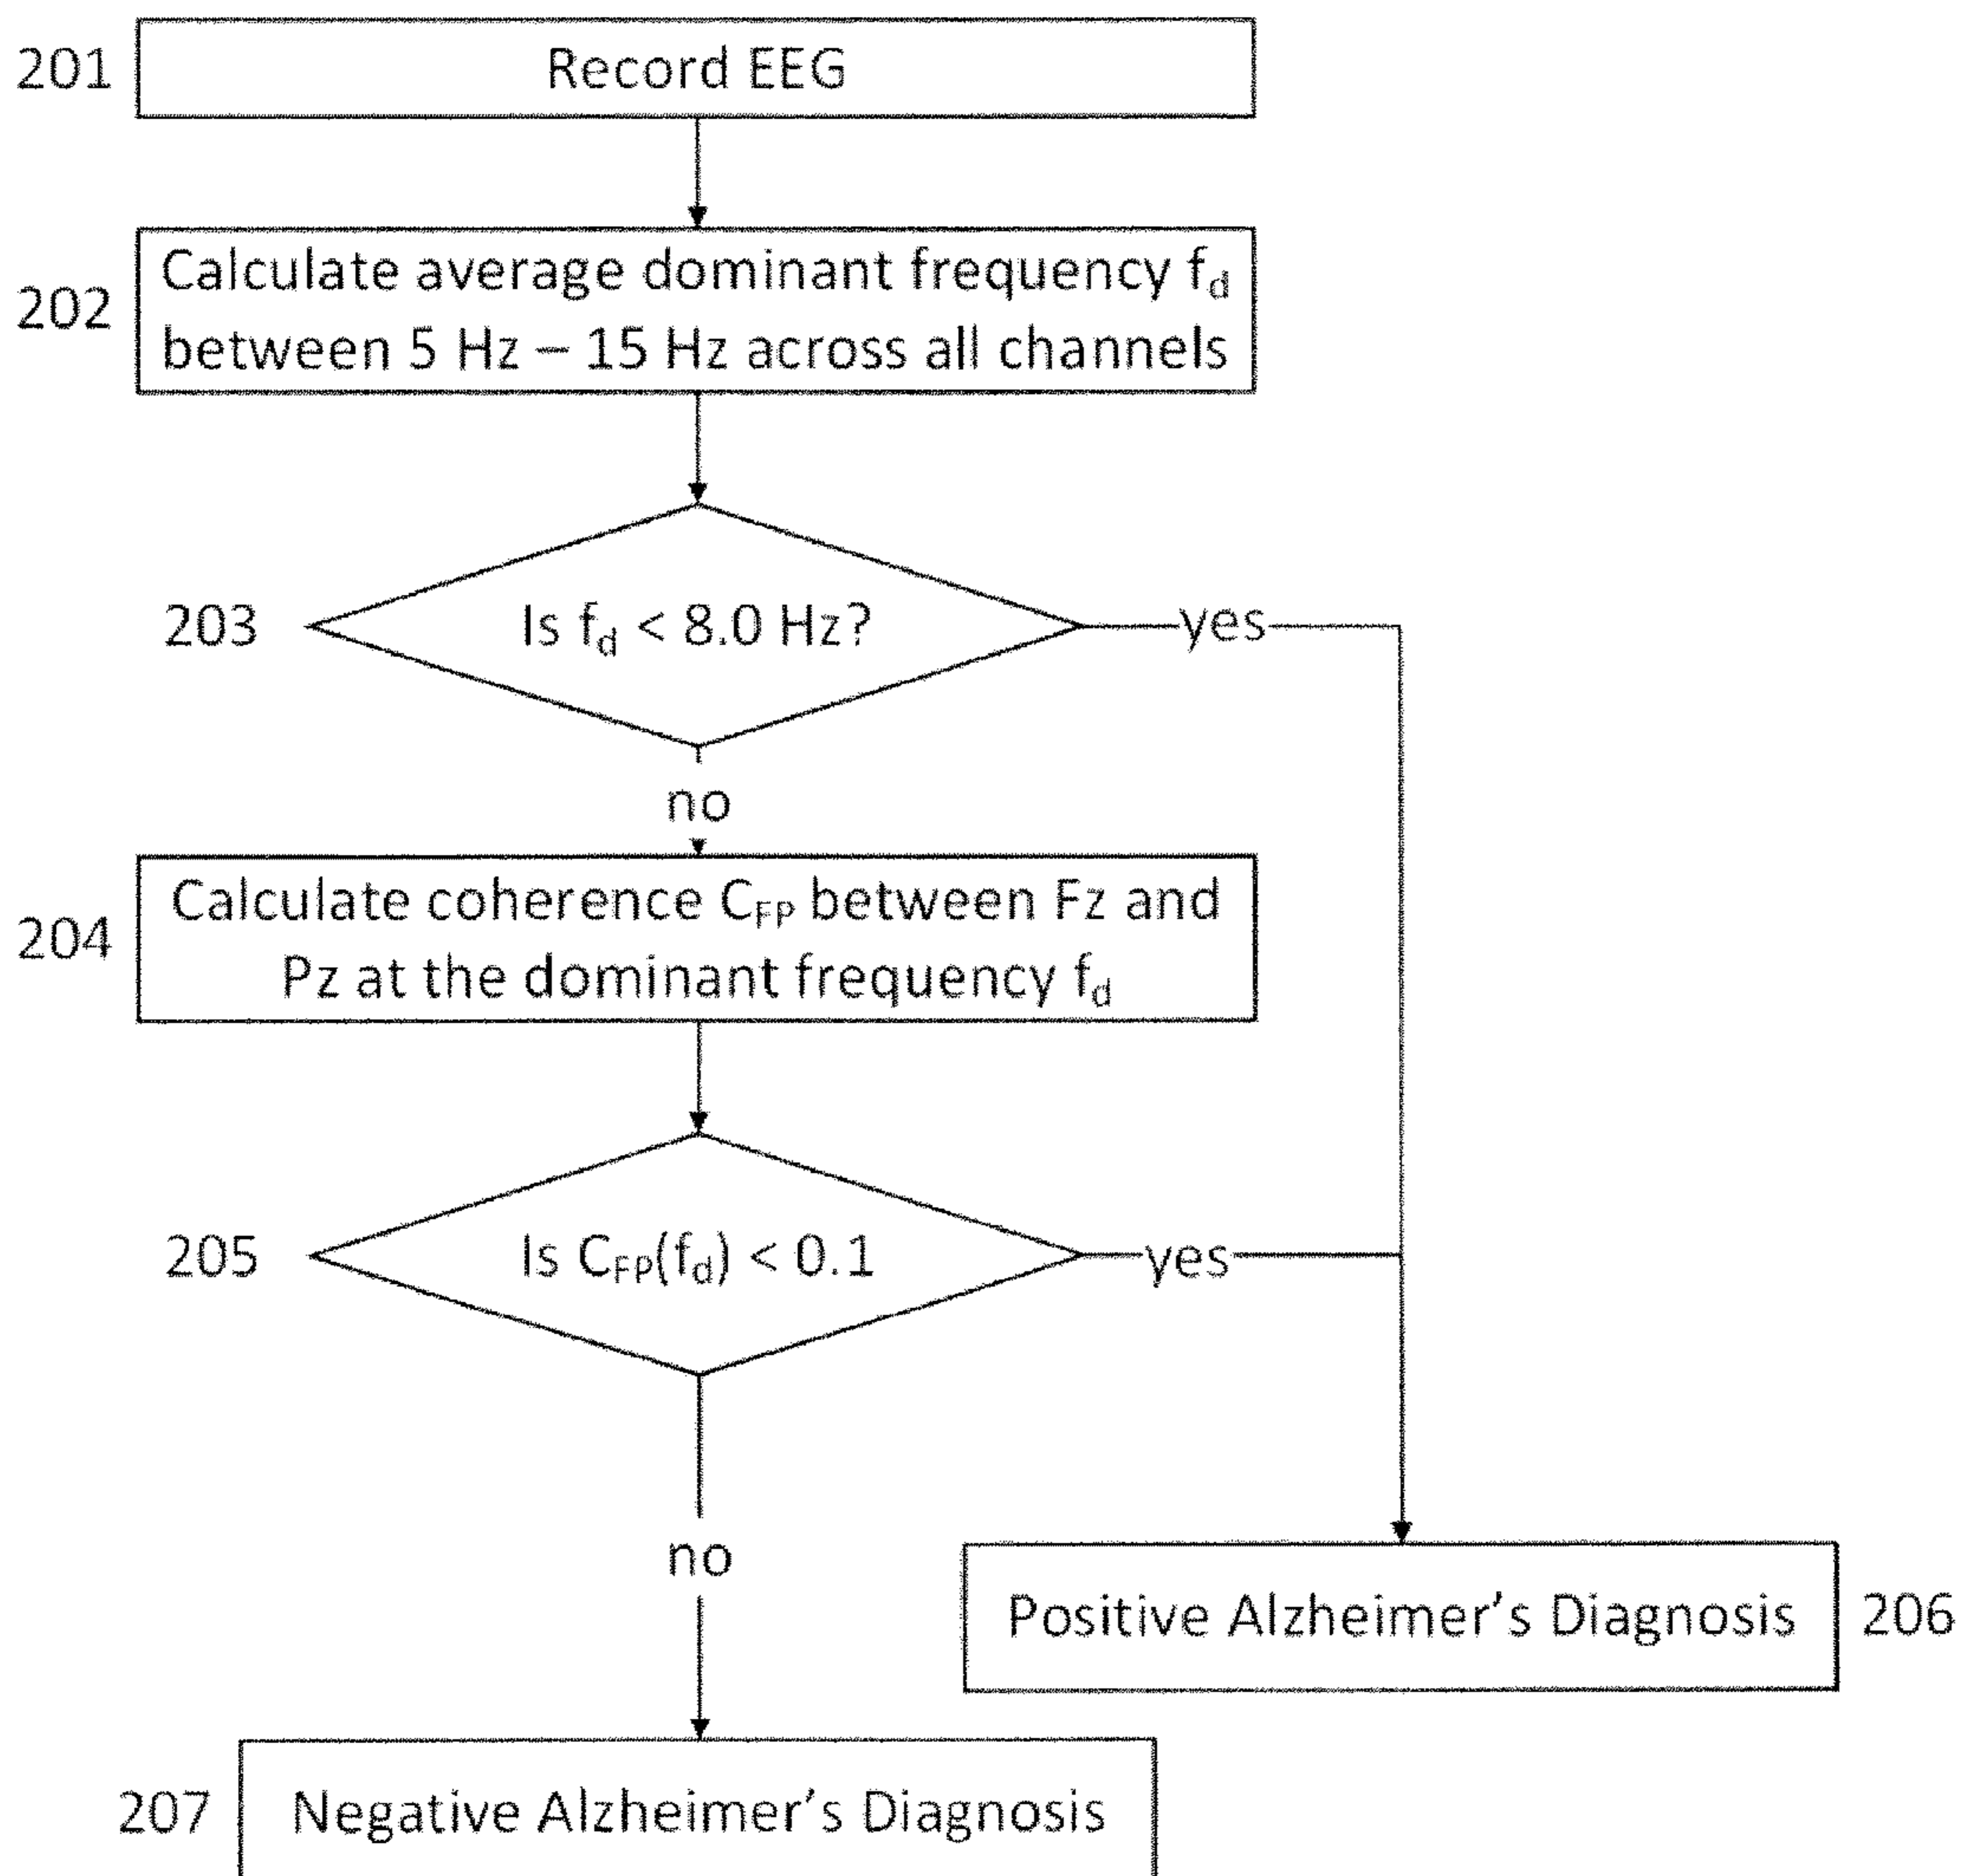 201
Record EEG
202
Calculate average dominant frequency fd
between 5 Hz – 15 Hz across all channels
203
Is fd < 8.0 Hz?
yes
no
204
Calculate coherence CFP between Fz and
Pz at the dominant frequency fd
205
Is CFP(fd) < 0.1
yes
no
Positive Alzheimer's Diagnosis
206
207
Negative Alzheimer's Diagnosis